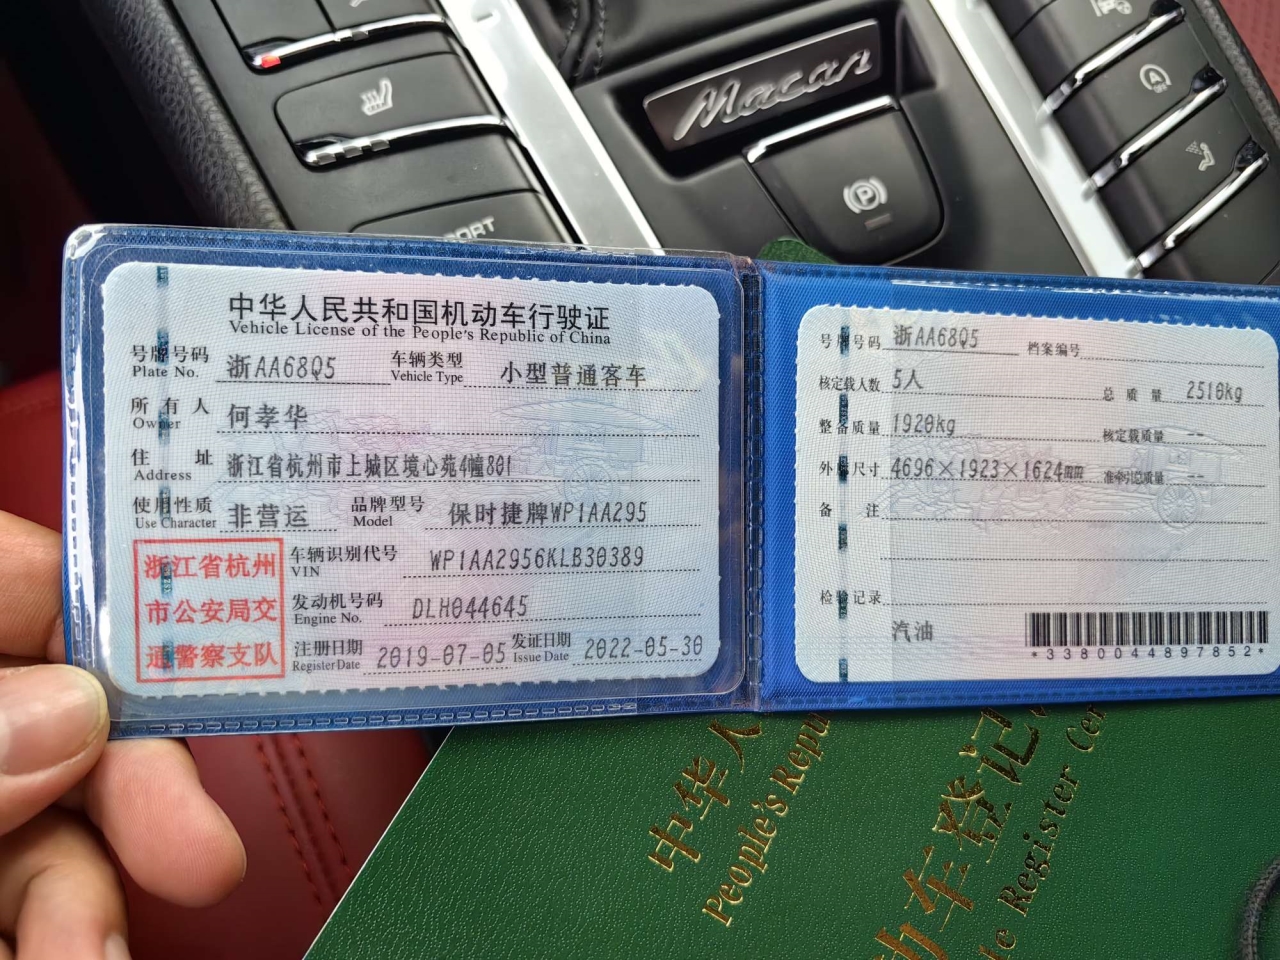 Macan
A
OFF
P
SPORT
中华人民共和国机动车行驶证
Vehicle License of the People's Republic of China
号牌号码 浙AA68Q5 车辆类型 小型普通客车
Plate No. Vehicle Type
所有人 何孝华
Owner
住址 浙江省杭州市上城区境心苑4幢801
Address
使用性质 非营运 品牌型号 保时捷牌WP1AA295
Use Character Model
浙江省杭州
市公安局交
通警察支队
车辆识别代号 WP1AA2956KLB30389
VIN
发动机号码 DLH044645
Engine No.
注册日期 2019-07-05 发证日期 2022-05-30
Register Date Issue Date
号牌号码 浙AA68Q5 档案编号
核定载人数 5人 总质量 2510kg
整备质量 1920kg 核定载质量 --
外廓尺寸 4696×1923×1624mm 准牵引总质量 --
备注
检验记录
汽油
*3380044897852*
中华人
People's Repu
动车登记
Register Cer